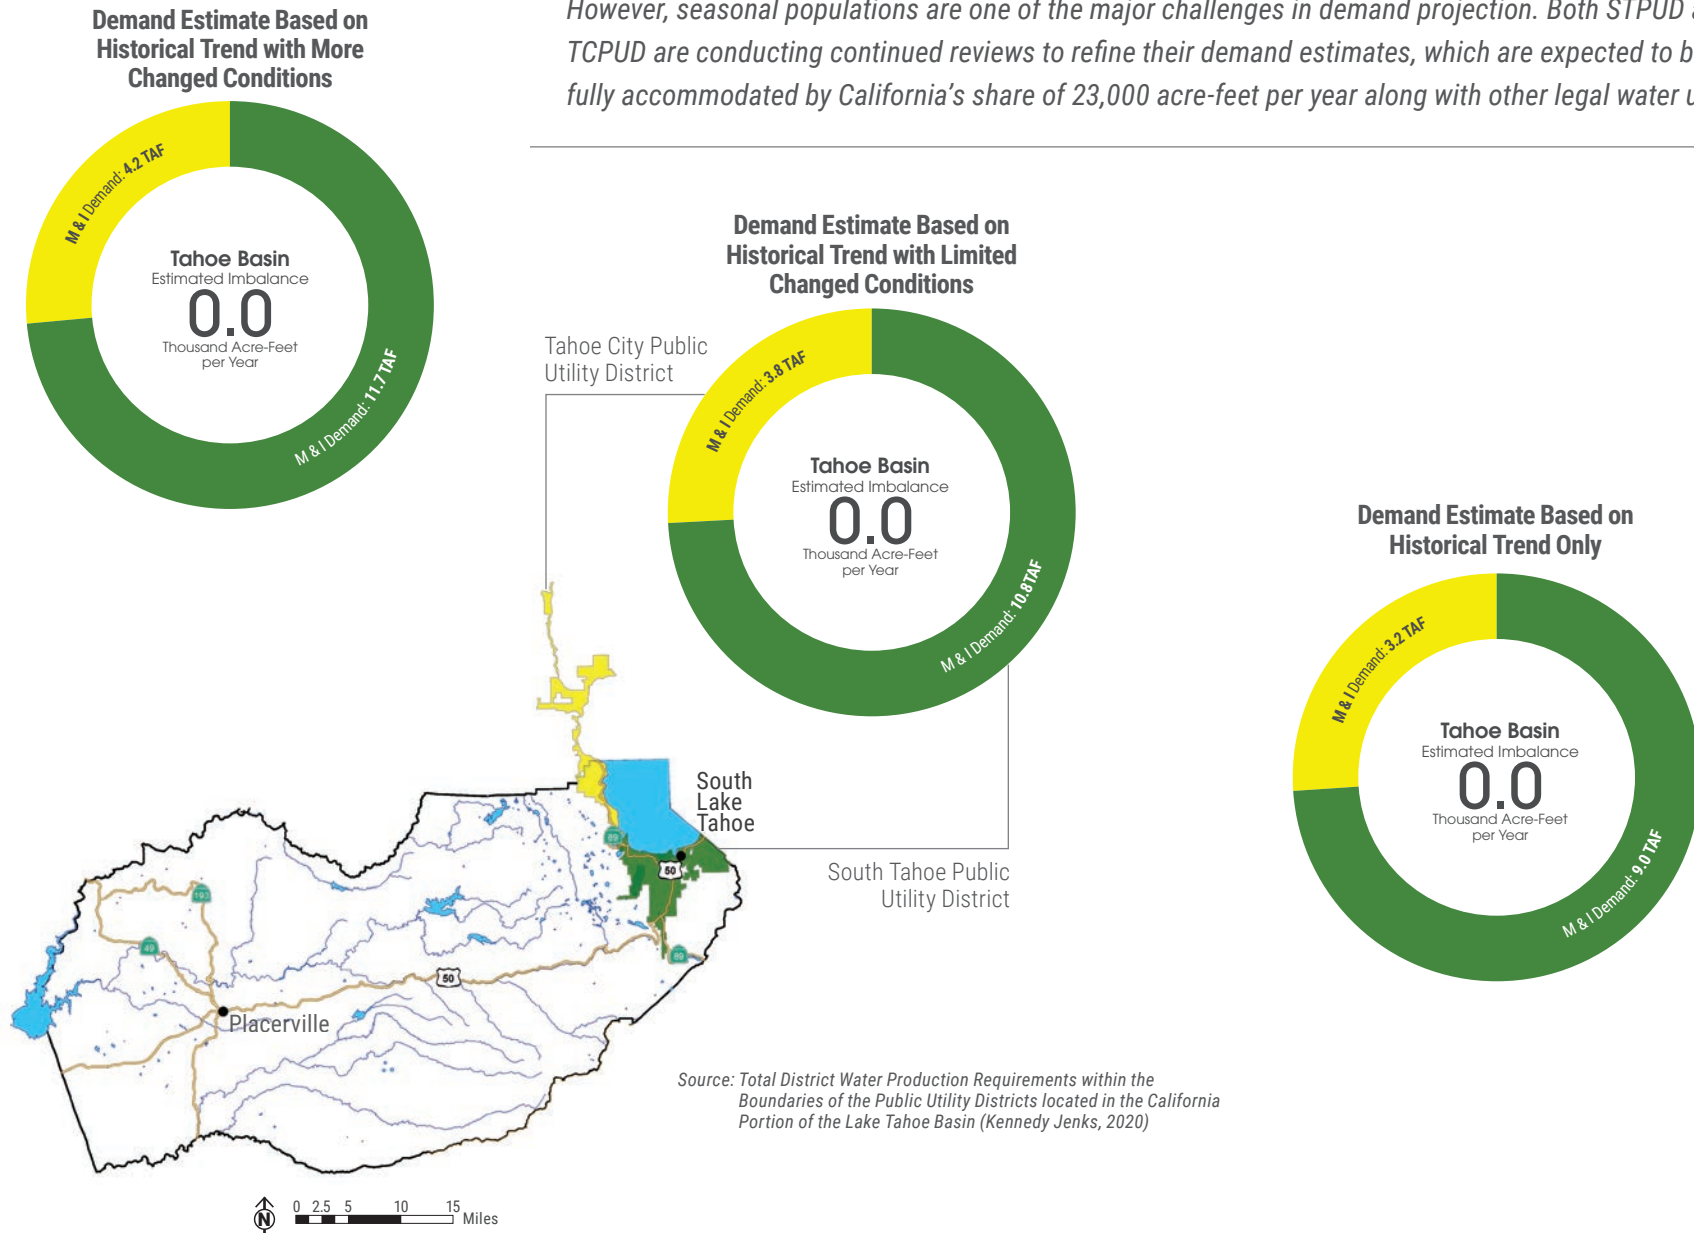 However, seasonal populations are one of the major challenges in demand projection. Both STPUD
TCPUD are conducting continued reviews to refine their demand estimates, which are expected to b
fully accommodated by California's share of 23,000 acre-feet per year along with other legal water u
Demand Estimate Based on
Historical Trend with More
Changed Conditions
M & I Demand: 4.2 TAF
Tahoe Basin
Estimated Imbalance
0.0
Thousand Acre-Feet
per Year
M & I Demand: 11.7 TAF
Demand Estimate Based on
Historical Trend with Limited
Changed Conditions
Tahoe City Public
Utility District
M & I Demand: 3.8 TAF
Tahoe Basin
Estimated Imbalance
0.0
Thousand Acre-Feet
per Year
M & I Demand: 10.8 TAF
Demand Estimate Based on
Historical Trend Only
M & I Demand: 3.2 TAF
Tahoe Basin
Estimated Imbalance
0.0
Thousand Acre-Feet
per Year
M & I Demand: 9.0 TAF
South
Lake
Tahoe
89
50
South Tahoe Public
Utility District
193
49
89
50
Placerville
Source: Total District Water Production Requirements within the
Boundaries of the Public Utility Districts located in the California
Portion of the Lake Tahoe Basin (Kennedy Jenks, 2020)
N
0 2.5 5 10 15
Miles